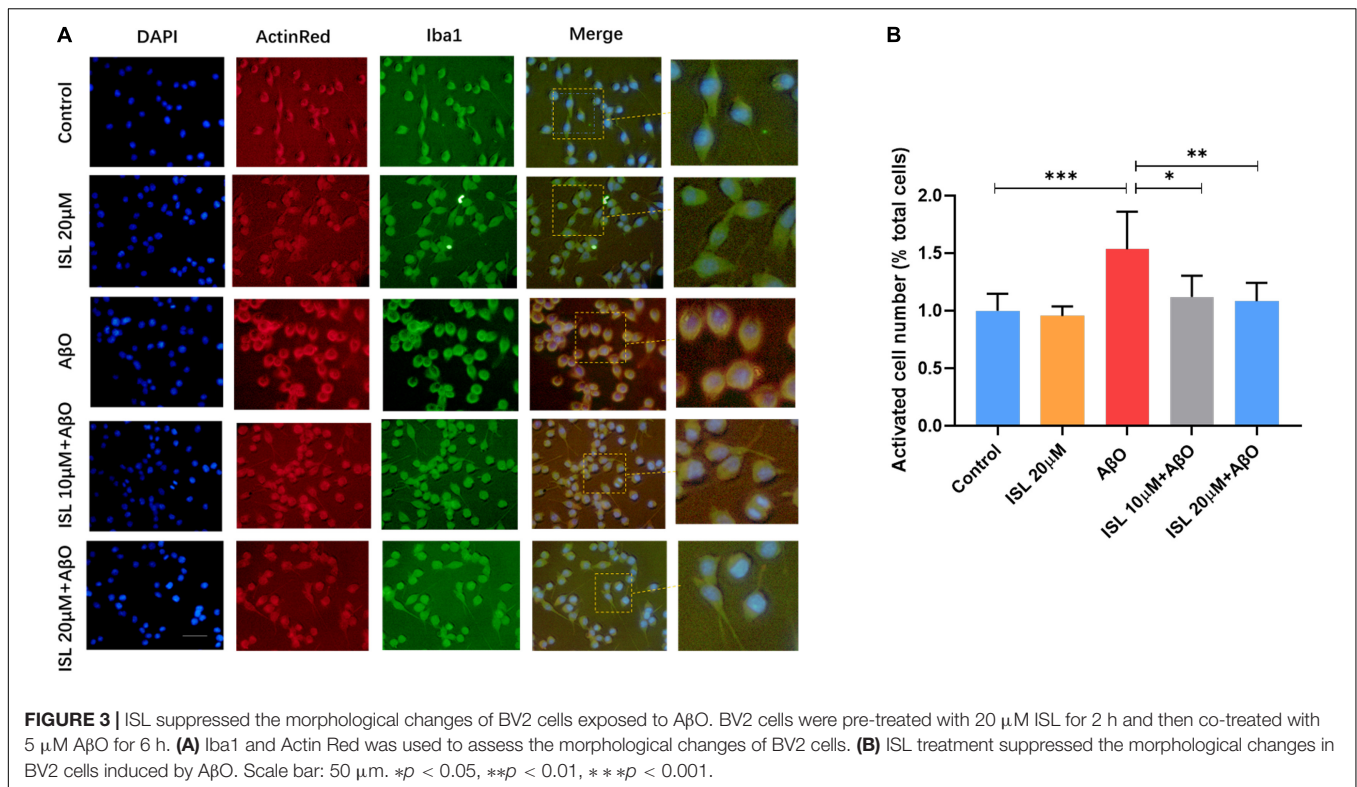 A
DAPI ActinRed Iba1 Merge
Control
ISL 20μM
AβO
ISL 10μM+AβO
ISL 20μM+AβO
B
Activated cell number (% total cells)
2.0
1.5
1.0
0.5
0.0
***
**
*
Control
ISL 20μM
AβO
ISL 10μM+AβO
ISL 20μM+AβO
FIGURE 3 | ISL suppressed the morphological changes of BV2 cells exposed to AβO. BV2 cells were pre-treated with 20 μM ISL for 2 h and then co-treated with
5 μM AβO for 6 h. (A) Iba1 and Actin Red was used to assess the morphological changes of BV2 cells. (B) ISL treatment suppressed the morphological changes in
BV2 cells induced by AβO. Scale bar: 50 μm. *p < 0.05, **p < 0.01, * * *p < 0.001.